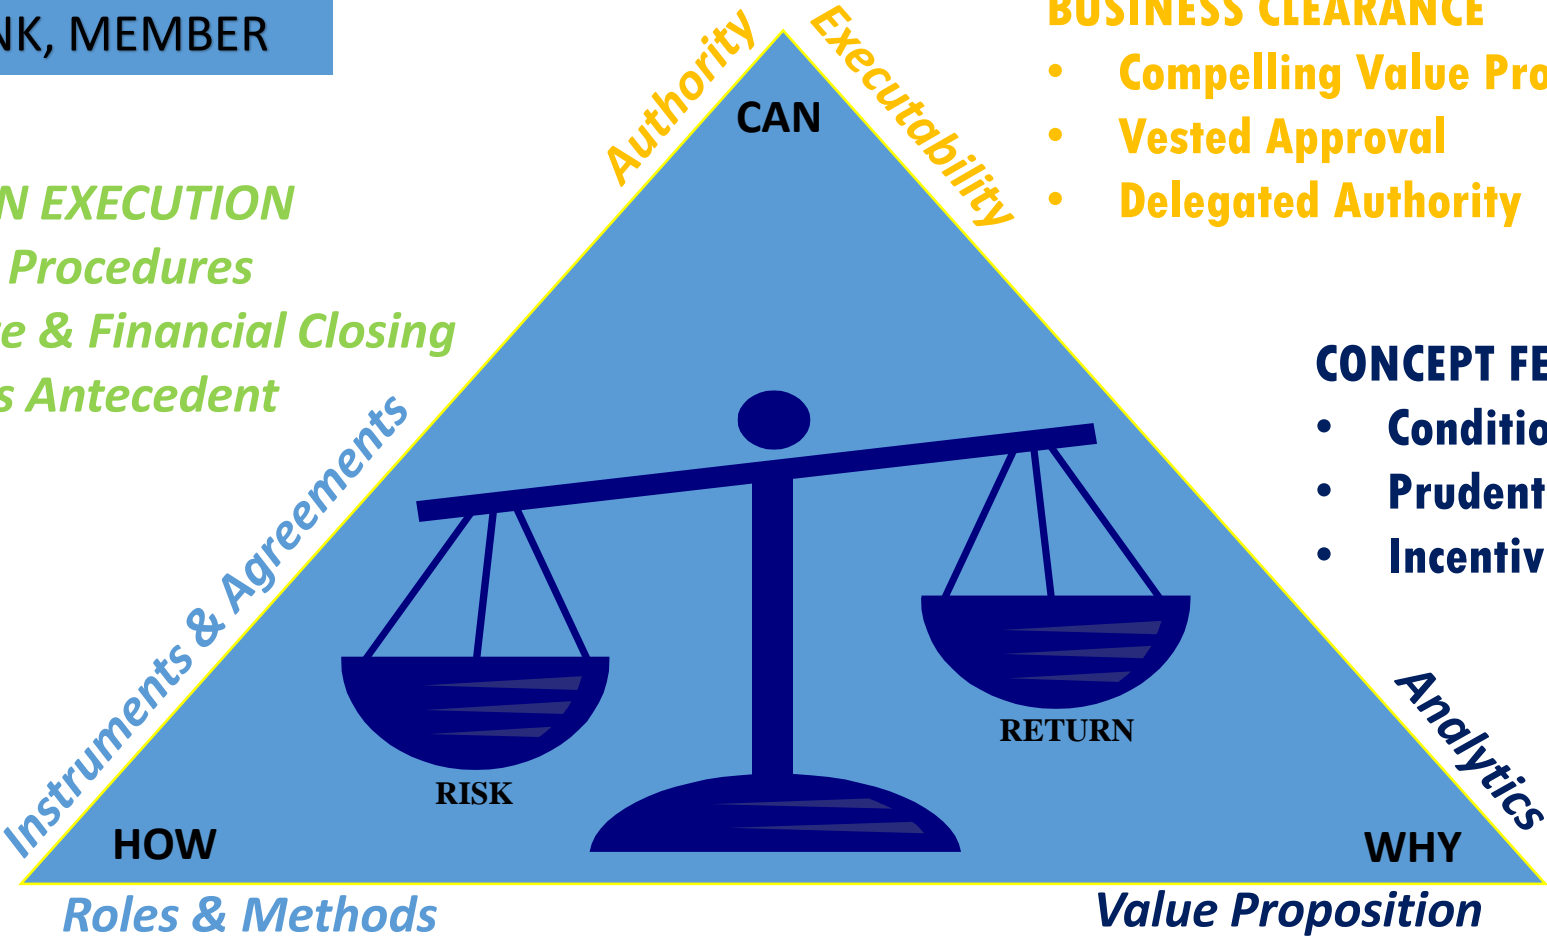 NK, MEMBER
BUSINESS CLEARANCE
• Compelling Value Pro
• Vested Approval
• Delegated Authority
Authority
Executability
CAN
N EXECUTION
Procedures
e & Financial Closing
s Antecedent
CONCEPT FE
• Conditio
• Prudent
• Incentiv
Instruments & Agreements
Analytics
RETURN
RISK
HOW
WHY
Roles & Methods
Value Proposition